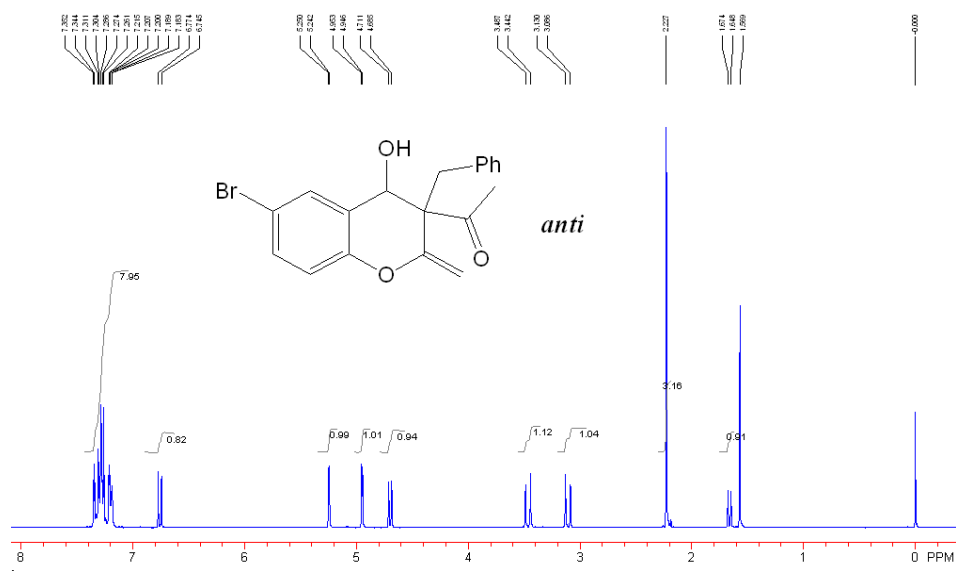 7.352 7.344 7.311 7.304 7.286 7.274 7.261 7.215 7.207 7.200 7.189 7.183 6.774 6.745 5.250 5.242 4.953 4.946 4.711 4.685 3.487 3.442 3.130 3.086 2.227 1.674 1.648 1.569 -0.000
OH
Ph
Br
anti
O
O
7.95
3.16
0.82 0.99 1.01 0.94 1.12 1.04 0.91
8 7 6 5 4 3 2 1 0 PPM